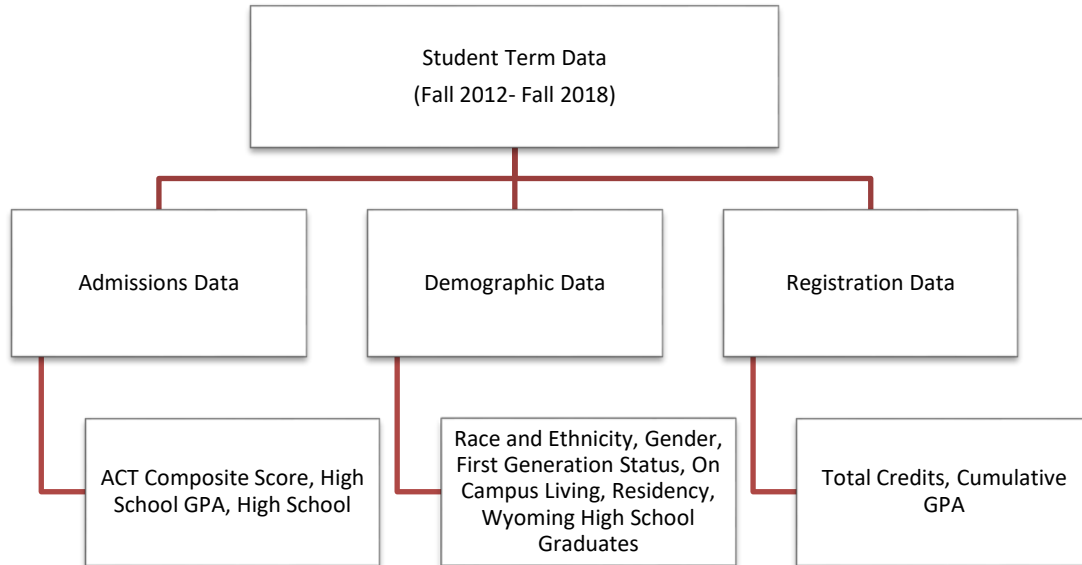 Student Term Data
(Fall 2012- Fall 2018)
Admissions Data
Demographic Data
Registration Data
ACT Composite Score, High
School GPA, High School
Race and Ethnicity, Gender,
First Generation Status, On
Campus Living, Residency,
Wyoming High School
Graduates
Total Credits, Cumulative
GPA